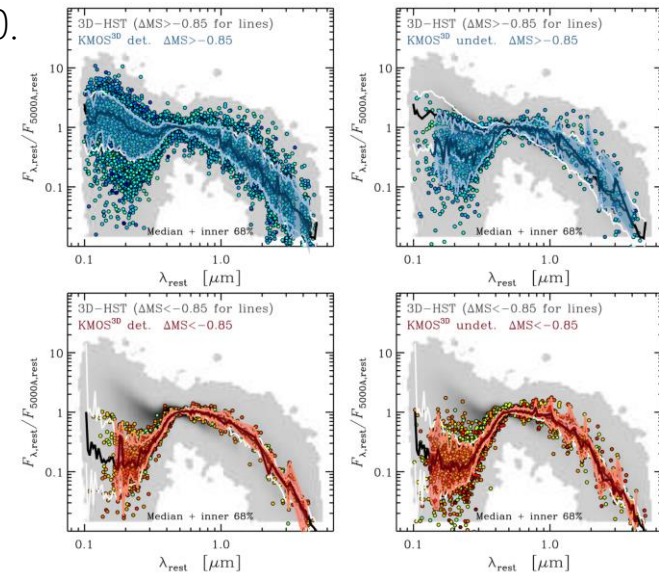 ).
3D-HST (ΔMS>−0.85 for lines)
KMOS3D det. ΔMS>−0.85
10
1
0.1
Fλ,rest/F5000A,rest
Median + inner 68%
0.1
1.0
λrest [μm]
3D-HST (ΔMS>−0.85 for lines)
KMOS3D undet. ΔMS>−0.85
10
1
0.1
Fλ,rest/F5000A,rest
Median + inner 68%
0.1
1.0
λrest [μm]
3D-HST (ΔMS<−0.85 for lines)
KMOS3D det. ΔMS<−0.85
10
1
0.1
Fλ,rest/F5000A,rest
Median + inner 68%
0.1
1.0
λrest [μm]
3D-HST (ΔMS<−0.85 for lines)
KMOS3D undet. ΔMS<−0.85
10
1
0.1
Fλ,rest/F5000A,rest
Median + inner 68%
0.1
1.0
λrest [μm]